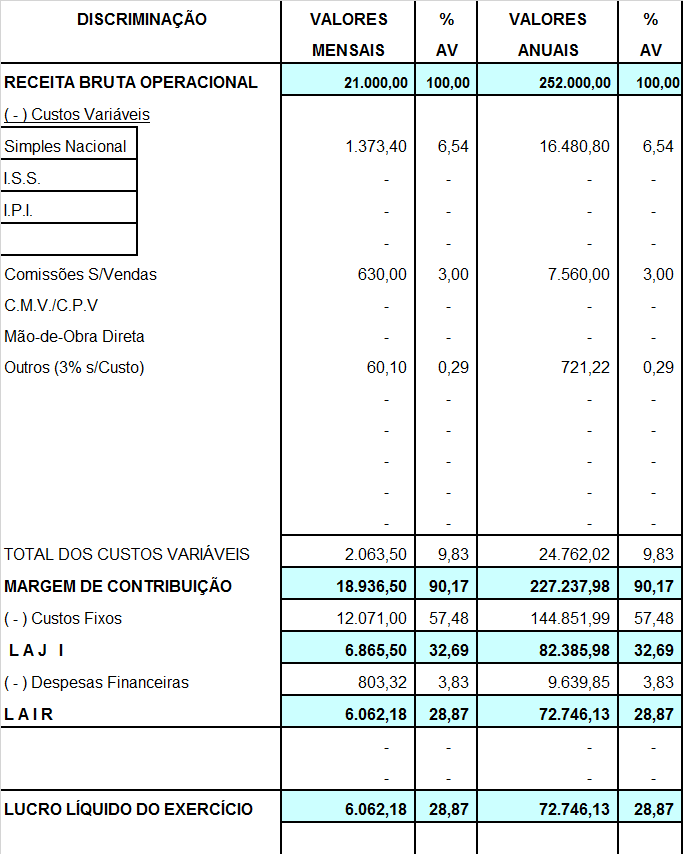 DISCRIMINAÇÃO VALORES % VALORES %
MENSAIS AV ANUAIS AV
RECEITA BRUTA OPERACIONAL 21.000,00 100,00 252.000,00 100,00
( - ) Custos Variáveis
Simples Nacional 1.373,40 6,54 16.480,80 6,54
I.S.S. - - - -
I.P.I. - - - -
- - - -
Comissões S/Vendas 630,00 3,00 7.560,00 3,00
C.M.V./C.P.V - - - -
Mão-de-Obra Direta - - - -
Outros (3% s/Custo) 60,10 0,29 721,22 0,29
- - - -
- - - -
- - - -
- - - -
- - - -
TOTAL DOS CUSTOS VARIÁVEIS 2.063,50 9,83 24.762,02 9,83
MARGEM DE CONTRIBUIÇÃO 18.936,50 90,17 227.237,98 90,17
( - ) Custos Fixos 12.071,00 57,48 144.851,99 57,48
L A J I 6.865,50 32,69 82.385,98 32,69
( - ) Despesas Financeiras 803,32 3,83 9.639,85 3,83
L A I R 6.062,18 28,87 72.746,13 28,87
- - - -
- - - -
LUCRO LÍQUIDO DO EXERCÍCIO 6.062,18 28,87 72.746,13 28,87